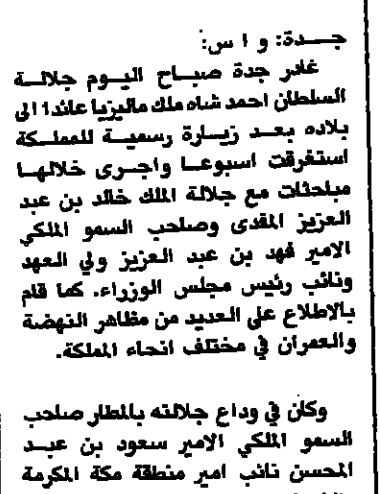 جـــدة: و ا س:
غادر جدة صباح اليوم جلالة
السلطان احمد شاه ملك ماليزيا عائدا الى
بلاده بعد زيارة رسمية للمملكة
استغرقت اسبوعا واجرى خلالها
مباحثات مع جلالة الملك خالد بن عبد
العزيز المفدى وصاحب السمو الملكي
الامير فهد بن عبد العزيز ولي العهد
ونائب رئيس مجلس الوزراء. كما قام
بالاطلاع على العديد من مظاهر النهضة
والعمران في مختلف انحاء المملكة.
وكان في وداع جلالته بالمطار صاحب
السمو الملكي الامير سعود بن عبد
المحسن نائب امير منطقة مكة المكرمة